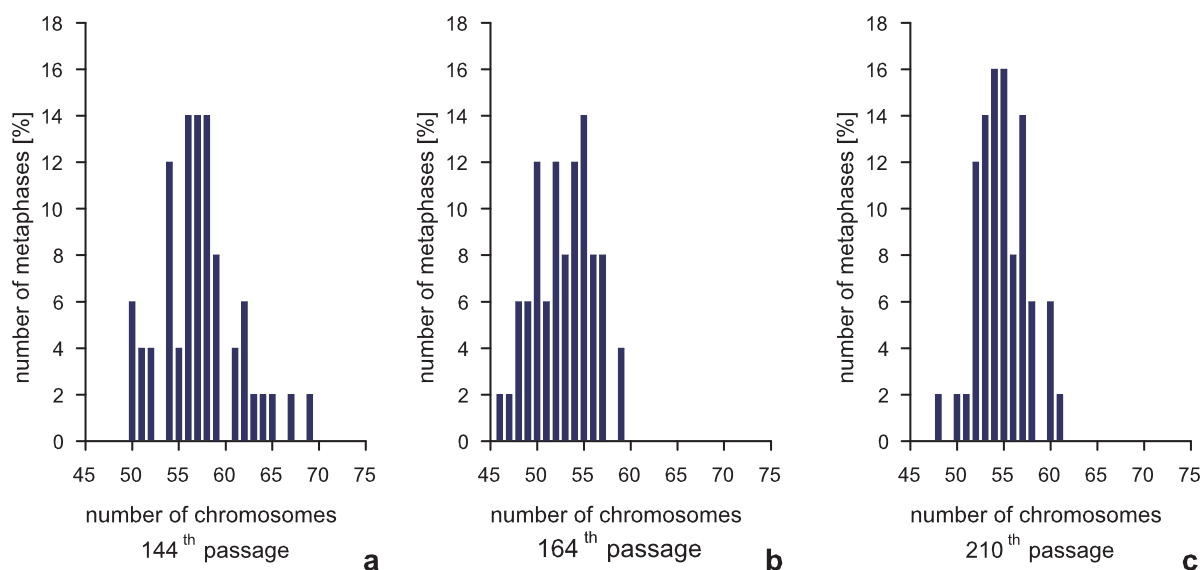 18
16
14
12
10
8
6
4
2
0
number of metaphases [%]
45 50 55 60 65 70 75
number of chromosomes
144 th passage
a
18
16
14
12
10
8
6
4
2
0
number of metaphases [%]
45 50 55 60 65 70 75
number of chromosomes
164 th passage
b
18
16
14
12
10
8
6
4
2
0
number of metaphases [%]
45 50 55 60 65 70 75
number of chromosomes
210 th passage
c